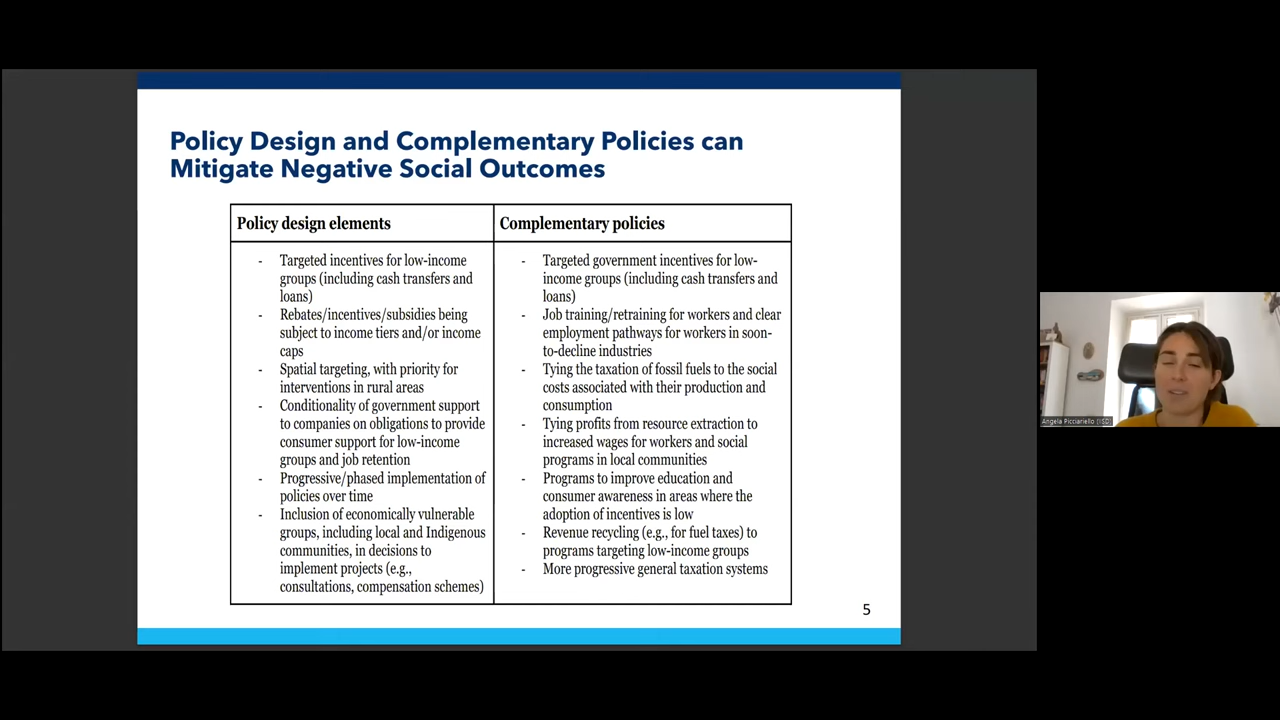 Policy Design and Complementary Policies can
Mitigate Negative Social Outcomes
Policy design elements
- Targeted incentives for low-income
groups (including cash transfers and
loans)
- Rebates/incentives/subsidies being
subject to income tiers and/or income
caps
- Spatial targeting, with priority for
interventions in rural areas
- Conditionality of government support
to companies on obligations to provide
consumer support for low-income
groups and job retention
- Progressive/phased implementation of
policies over time
- Inclusion of economically vulnerable
groups, including local and Indigenous
communities, in decisions to
implement projects (e.g.,
consultations, compensation schemes)
Complementary policies
- Targeted government incentives for low-
income groups (including cash transfers and
loans)
- Job training/retraining for workers and clear
employment pathways for workers in soon-
to-decline industries
- Tying the taxation of fossil fuels to the social
costs associated with their production and
consumption
- Tying profits from resource extraction to
increased wages for workers and social
programs in local communities
- Programs to improve education and
consumer awareness in areas where the
adoption of incentives is low
- Revenue recycling (e.g., for fuel taxes) to
programs targeting low-income groups
- More progressive general taxation systems
5
Angela Picciariello (IISD)